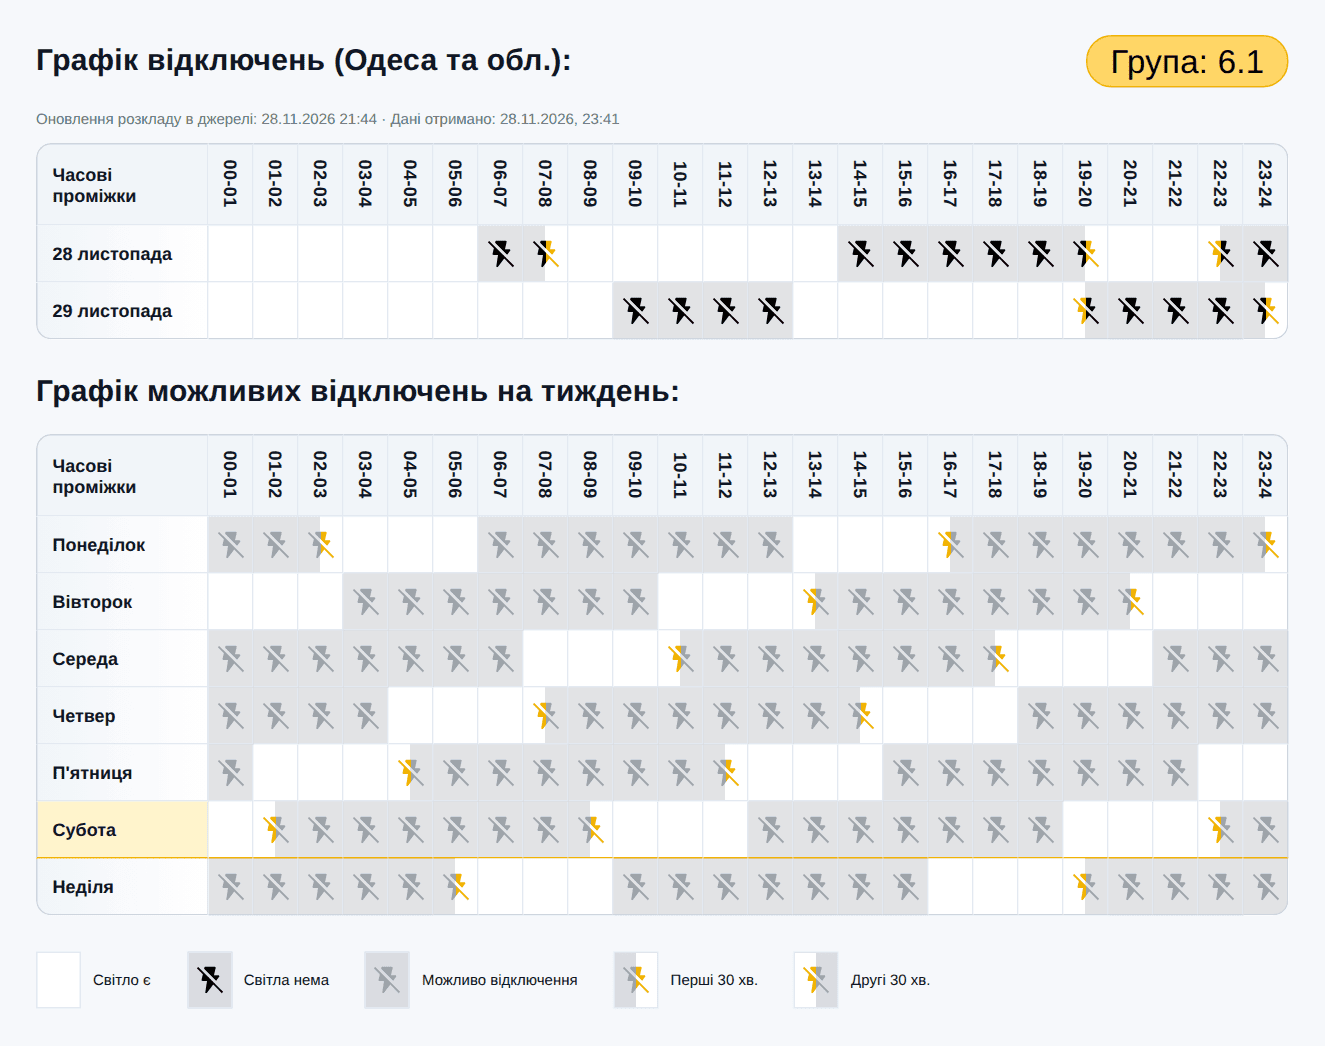 Графік відключень (Одеса та обл.):
Група: 6.1
Оновлення розкладу в джерелі: 28.11.2026 21:44 · Дані отримано: 28.11.2026, 23:41
Часові проміжки 00-01 01-02 02-03 03-04 04-05 05-06 06-07 07-08 08-09 09-10 10-11 11-12 12-13 13-14 14-15 15-16 16-17 17-18 18-19 19-20 20-21 21-22 22-23 23-24
28 листопада
29 листопада
Графік можливих відключень на тиждень:
Часові проміжки 00-01 01-02 02-03 03-04 04-05 05-06 06-07 07-08 08-09 09-10 10-11 11-12 12-13 13-14 14-15 15-16 16-17 17-18 18-19 19-20 20-21 21-22 22-23 23-24
Понеділок
Вівторок
Середа
Четвер
П'ятниця
Субота
Неділя
Світло є Світла нема Можливо відключення Перші 30 хв. Другі 30 хв.